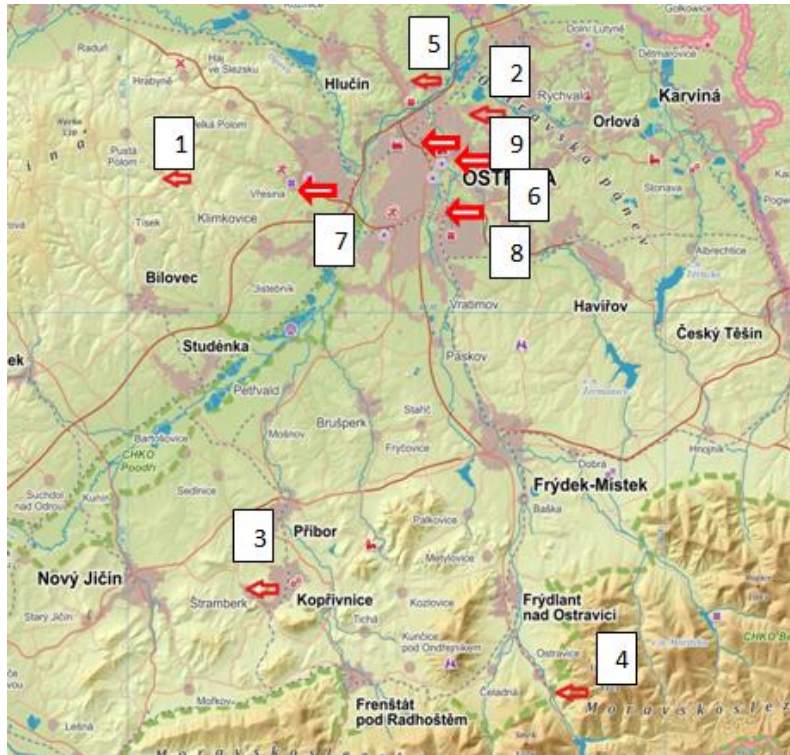 Dolní Lutyně
Golkowice
Raduň
Háj
ve Slezsku
5
2
Dětmarovice
Hrabyně
Hlučín
Rychvald
Karviná
Ostravská pánev
Orlová
Velká Polom
1
9
Pustá
Polom
OSTRAVA
Stonava
Vřesina
6
Tísek
Klimkovice
7
8
Albrechtice
Bílovec
Jistebník
Vratimov
Havířov
Český Těšín
Studénka
Paskov
Petřvald
Brušperk
Staříč
Bartošovice
Mošnov
CHKO
Poodří
Fryčovice
Hnojník
Dobrá
Suchdol
nad Odrou
Kunín
Sedlnice
Frýdek-Místek
Baška
3
Příbor
Palkovice
Metylovice
Nový Jičín
Štramberk
Kopřivnice
Kozlovice
Frýdlant
nad Ostravicí
Starý Jičín
Tichá
Kunčice
pod Ondřejníkem
4
Ostravice
Čeladná
Mořkov
Frenštát
pod Radhoštěm
Lešná